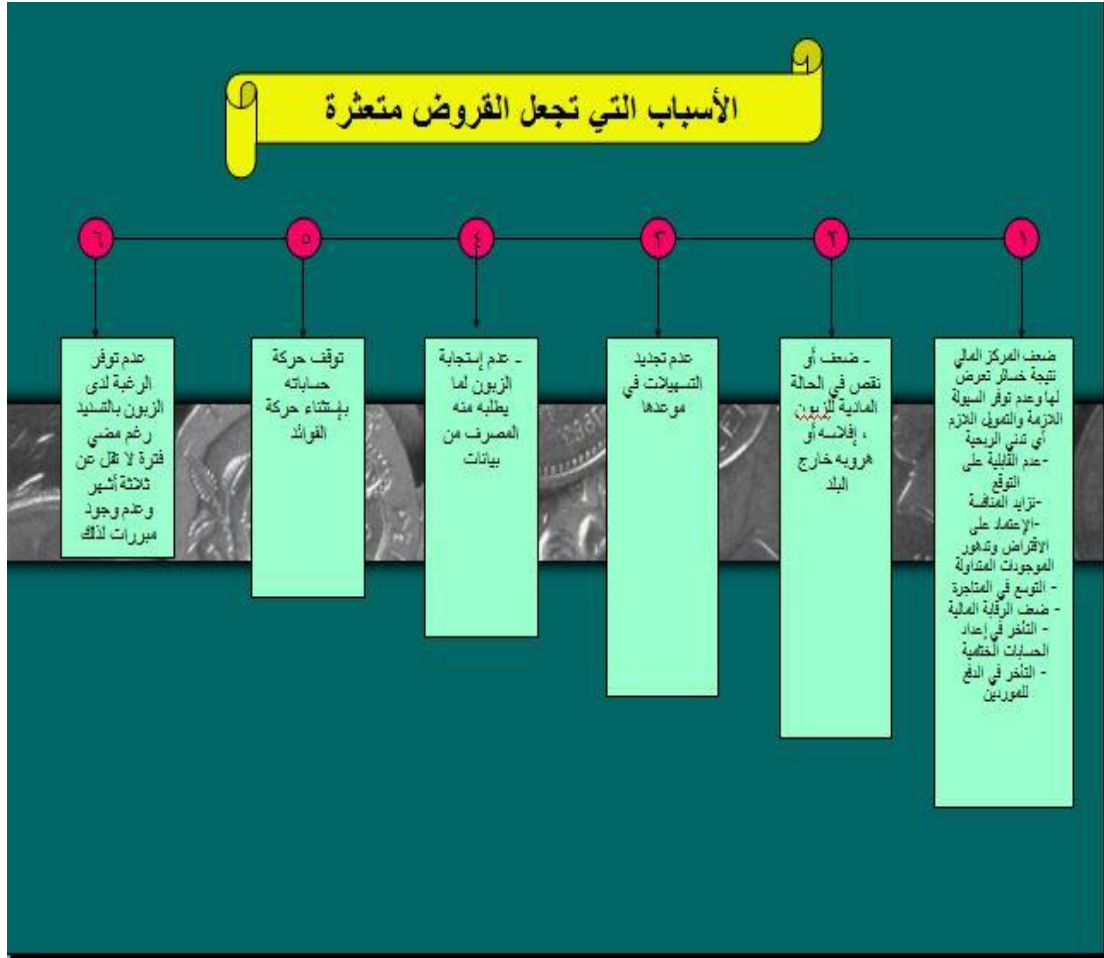 الأسباب التي تجعل القروض متعثرة
١
ضعف المركز المالي
نتيجة خسائر تعرض
لها وعدم توفر السيولة
اللازمة والتمويل اللازم
أي تدني الربحية
-عدم القابلية على
التوقع
-تزايد المنافسة
-الإعتماد على
الاقتراض وتدهور
الموجودات المتداولة
- التوسع في المتاجرة
- ضعف الرقابة المالية
- التأخر في إعداد
الحسابات الختامية
- التأخر في الدفع
للموردين
٢
- ضعف أو
نقص في الحالة
المادية للزبون
، إفلاسه أو
هروبه خارج
البلد
٣
عدم تجديد
التسهيلات في
موعدها
٤
- عدم إستجابة
الزبون لما
يطلبه منه
المصرف من
بيانات
٥
توقف حركة
حساباته
بإستثناء حركة
الفوائد
٦
عدم توفر
الرغبة لدى
الزبون بالتسديد
رغم مضي
فترة لا تقل عن
ثلاثة أشهر
وعدم وجود
مبررات لذلك